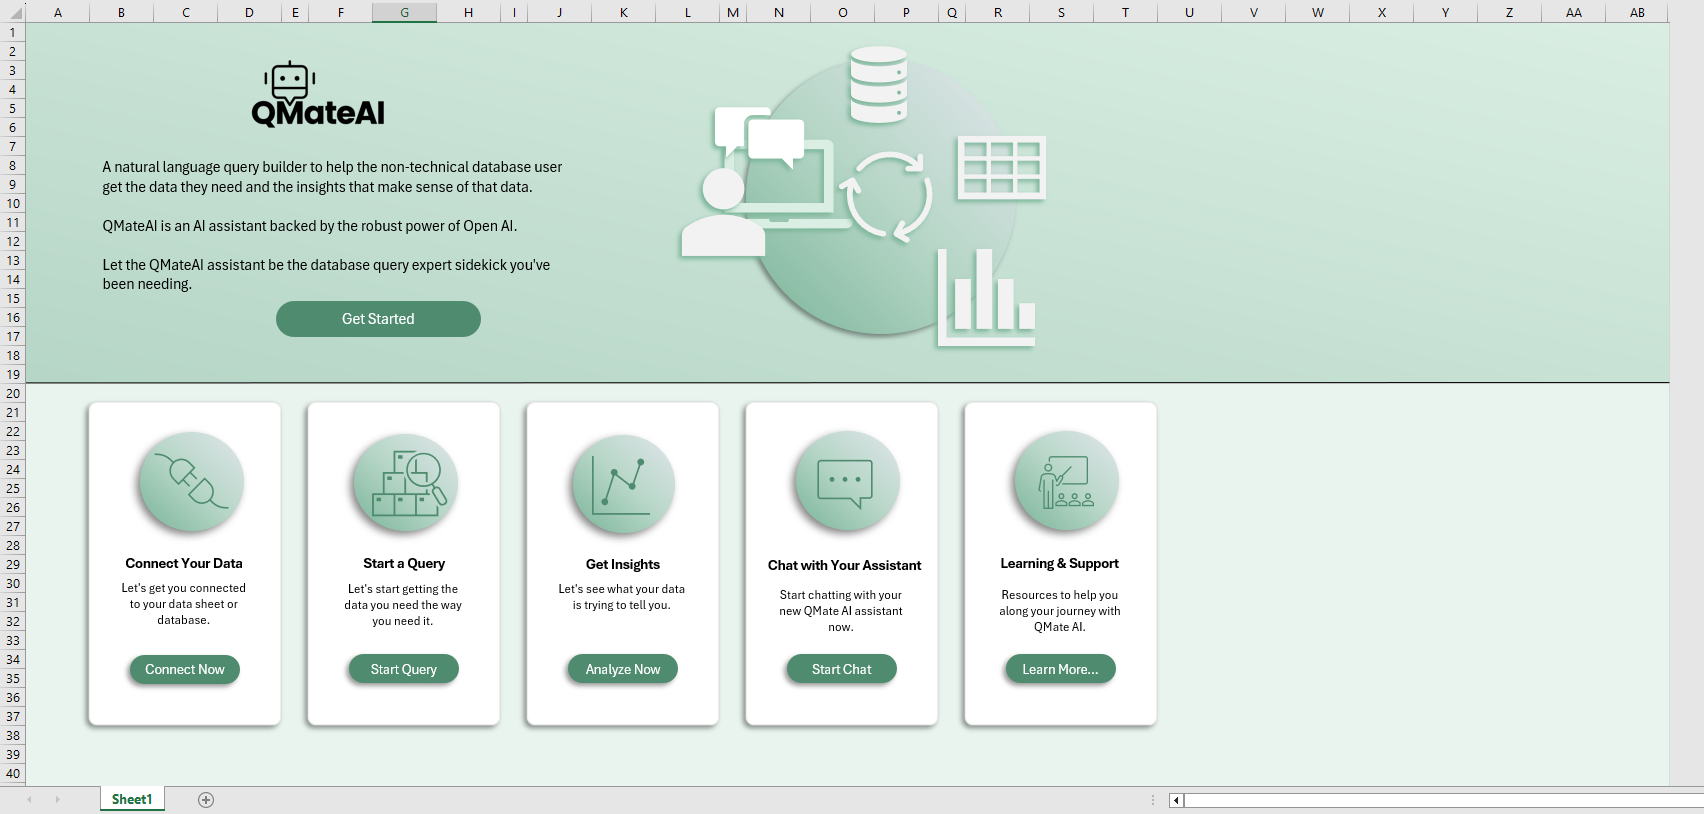 A B C D E F G H I J K L M N O P Q R S T U V W X Y Z AA AB
1
2
3
4
5
6
7
8
9
10
11
12
13
14
15
16
17
18
19
20
21
22
23
24
25
26
27
28
29
30
31
32
33
34
35
36
37
38
39
40
QMateAI
A natural language query builder to help the non-technical database user
get the data they need and the insights that make sense of that data.
QMateAI is an AI assistant backed by the robust power of Open AI.
Let the QMateAI assistant be the database query expert sidekick you've
been needing.
Get Started
Connect Your Data
Let's get you connected
to your data sheet or
database.
Connect Now
Start a Query
Let's start getting the
data you need the way
you need it.
Start Query
Get Insights
Let's see what your data
is trying to tell you.
Analyze Now
Chat with Your Assistant
Start chatting with your
new QMate AI assistant
now.
Start Chat
Learning & Support
Resources to help you
along your journey with
QMate AI.
Learn More...
Sheet1